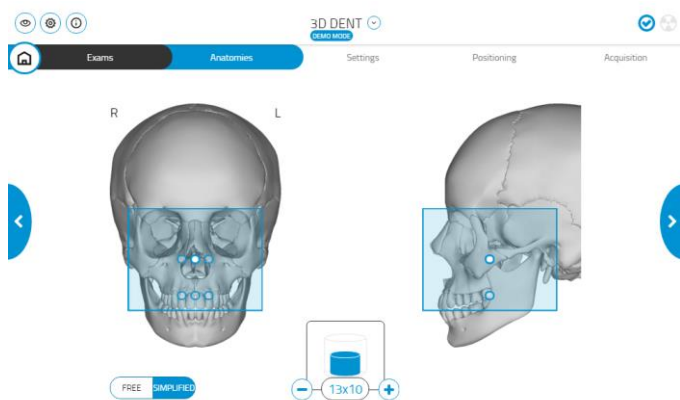 3D DENT
DEMO MODE
Exams
Anatomies
Settings
Positioning
Acquisition
R
L
FREE
SIMPLIFIED
13x10